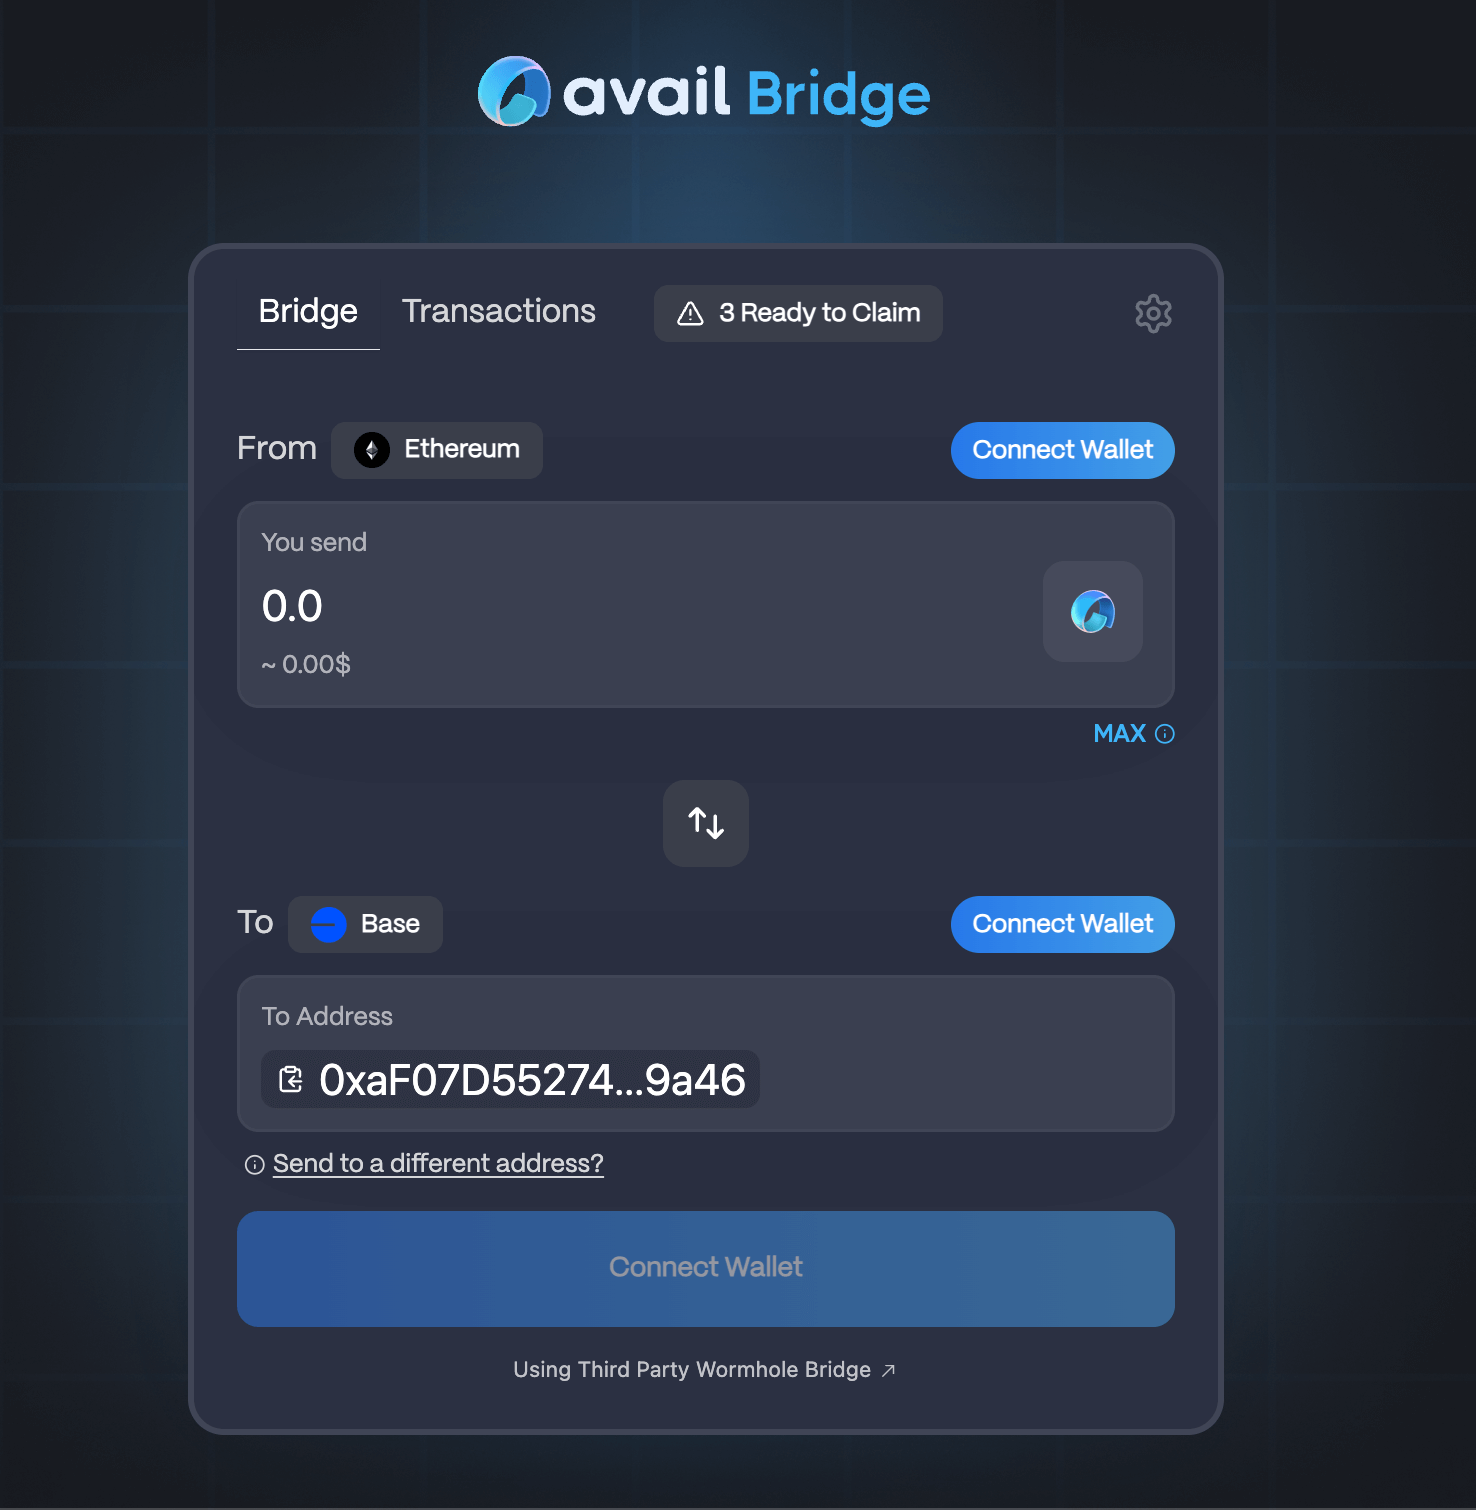 avail Bridge
Bridge Transactions 3 Ready to Claim
From Ethereum Connect Wallet
You send
0.0
~ 0.00$
MAX
To Base Connect Wallet
To Address
0xaF07D55274...9a46
Send to a different address?
Connect Wallet
Using Third Party Wormhole Bridge ↗